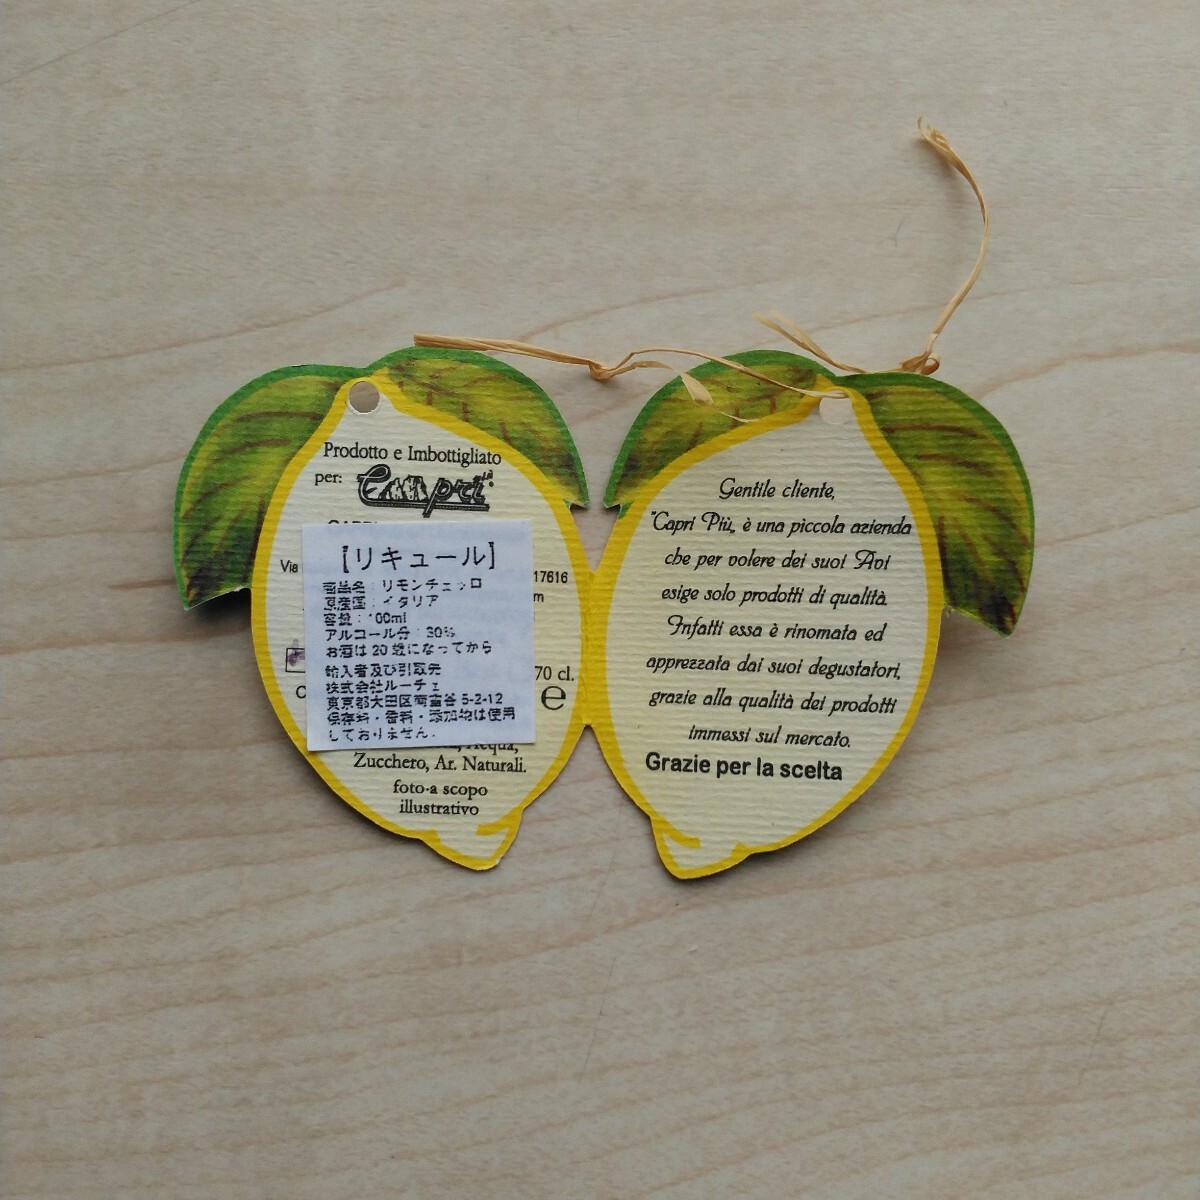 Prodotto e Imbottigliato
per: Capri
Via
17616
m
【リキュール】
商品名：リモンチェッロ
原産国：イタリア
容量：100ml
アルコール分：30%
お酒は20歳になってから
輸入者及び引取先
株式会社ルーチェ
東京都大田区南雪谷5-2-12
保存料・香料・添加物は使用
しておりません。
70 cl.
e
Acqua,
Zucchero, Ar. Naturali.
foto a scopo
illustrativo
Gentile cliente,
"Capri Più„ è una piccola azienda
che per volere dei suoi Avi
esige solo prodotti di qualità.
Infatti essa è rinomata ed
apprezzata dai suoi degustatori,
grazie alla qualità dei prodotti
immessi sul mercato.
Grazie per la scelta